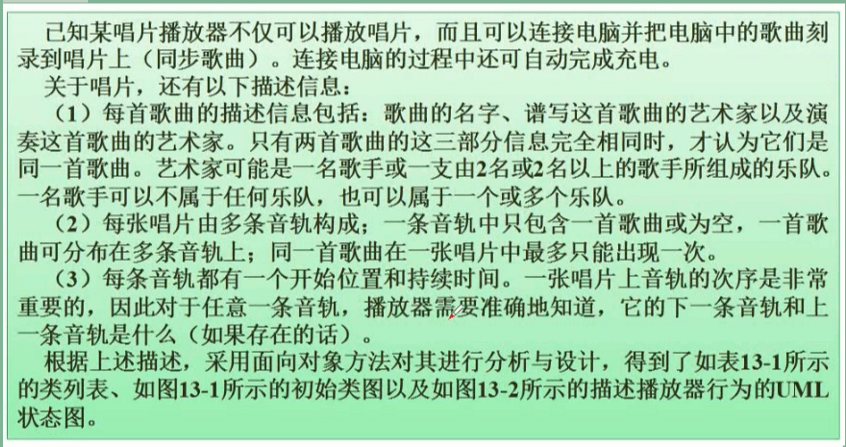 已知某唱片播放器不仅可以播放唱片，而且可以连接电脑并把电脑中的歌曲刻
录到唱片上（同步歌曲）。连接电脑的过程中还可自动完成充电。
关于唱片，还有以下描述信息：
（1）每首歌曲的描述信息包括：歌曲的名字、谱写这首歌曲的艺术家以及演
奏这首歌曲的艺术家。只有两首歌曲的这三部分信息完全相同时，才认为它们是
同一首歌曲。艺术家可能是一名歌手或一支由2名或2名以上的歌手所组成的乐队。
一名歌手可以不属于任何乐队，也可以属于一个或多个乐队。
（2）每张唱片由多条音轨构成；一条音轨中只包含一首歌曲或为空，一首歌
曲可分布在多条音轨上；同一首歌曲在一张唱片中最多只能出现一次。
（3）每条音轨都有一个开始位置和持续时间。一张唱片上音轨的次序是非常
重要的，因此对于任意一条音轨，播放器需要准确地知道，它的下一条音轨和上
一条音轨是什么（如果存在的话）。
根据上述描述，采用面向对象方法对其进行分析与设计，得到了如表13-1所示
的类列表、如图13-1所示的初始类图以及如图13-2所示的描述播放器行为的UML
状态图。